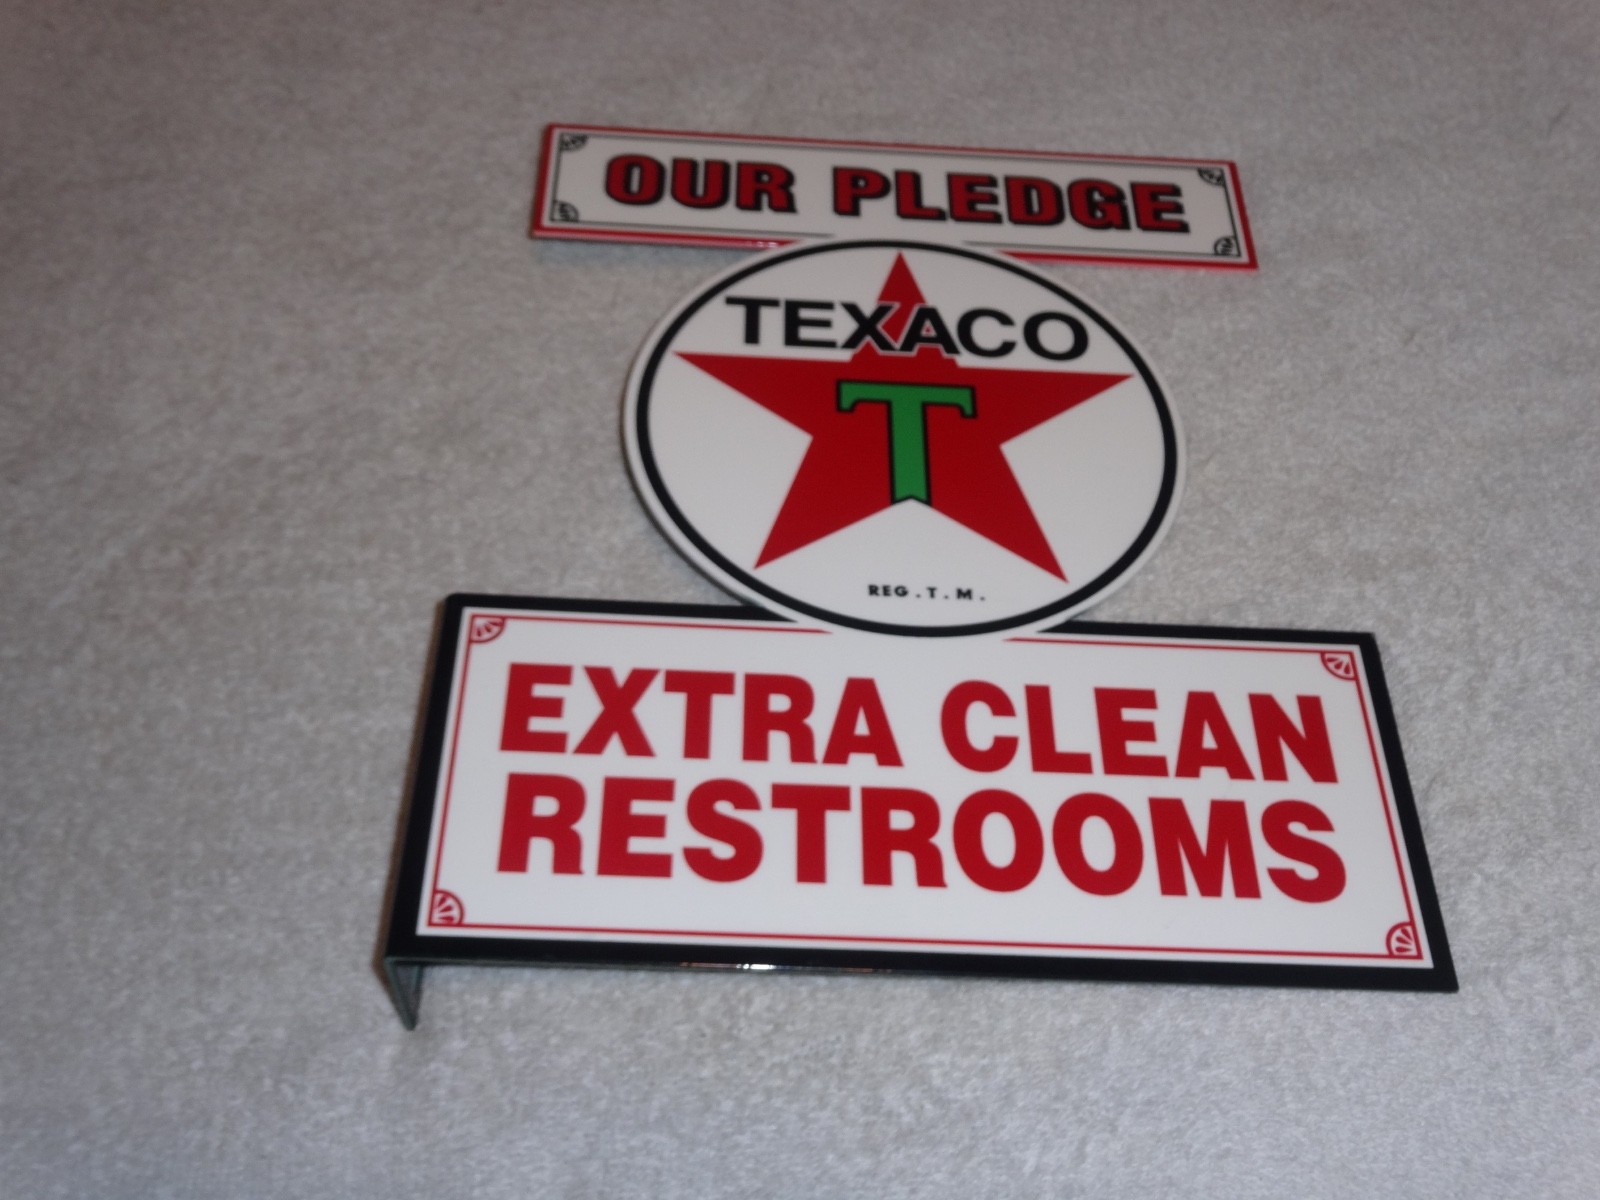 OUR PLEDGE
TEXACO
T
REG. T. M.
EXTRA CLEAN
RESTROOMS